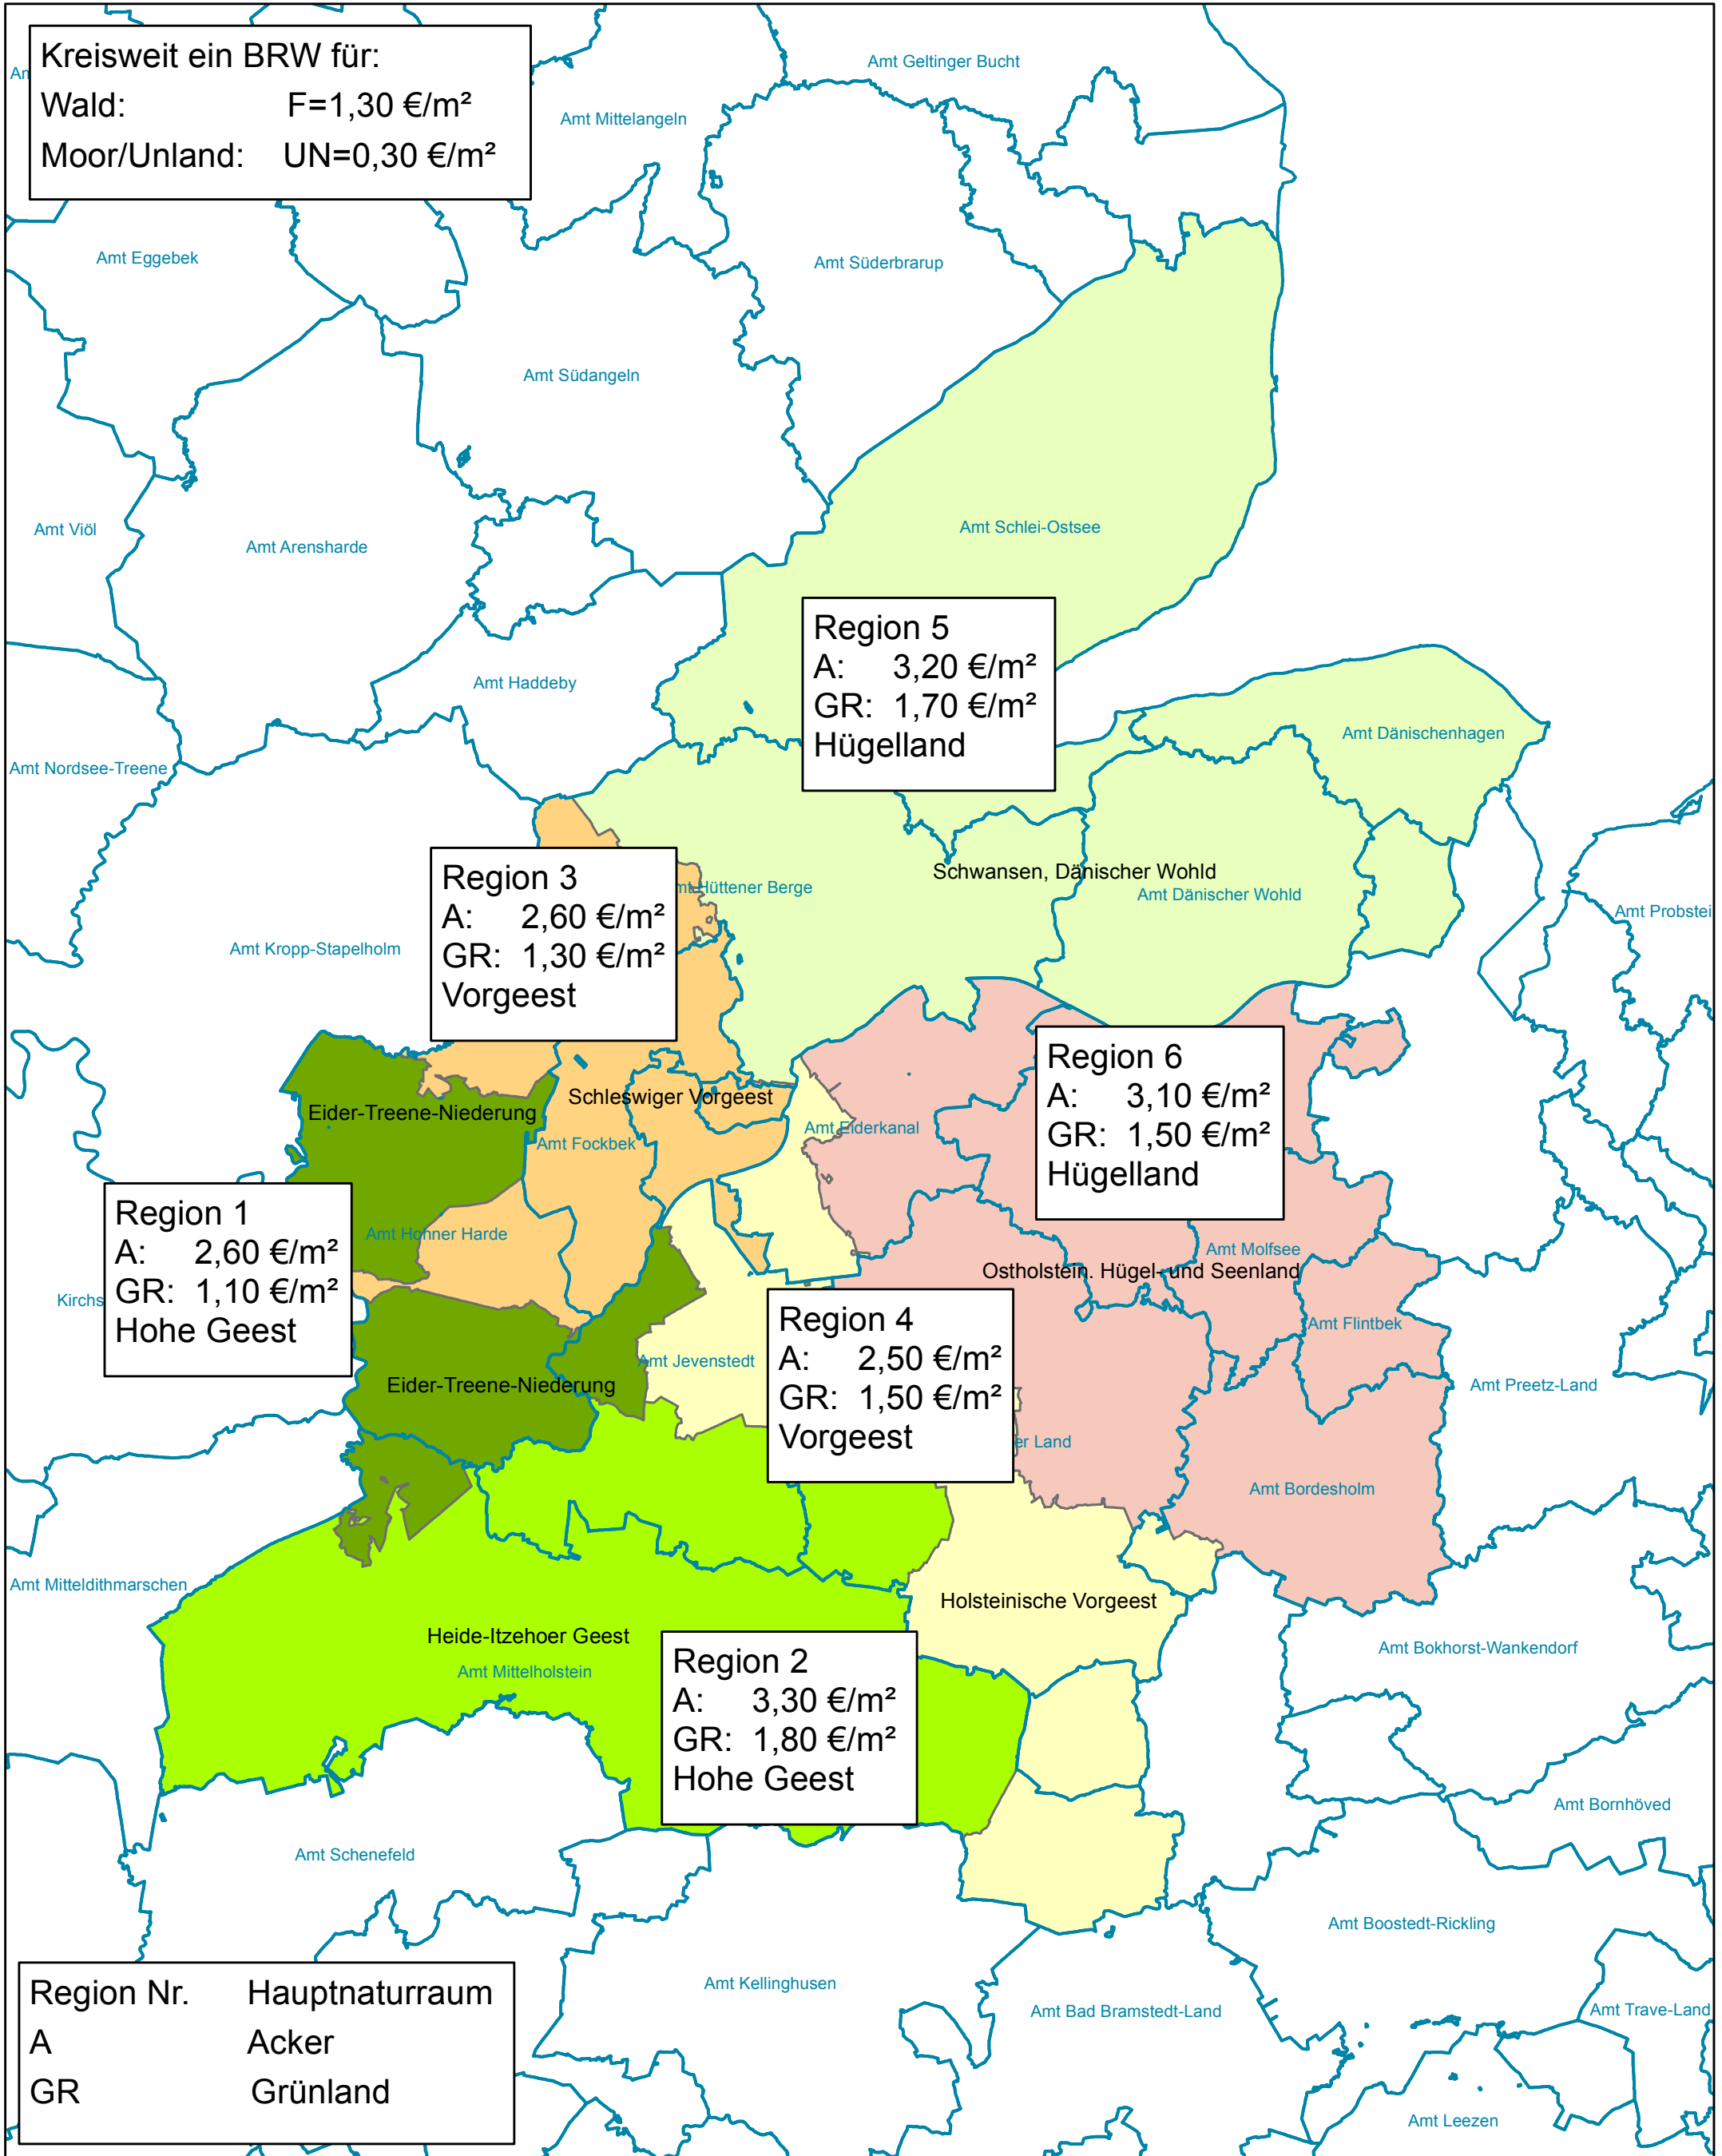 Kreisweit ein BRW für:
Wald: F=1,30 €/m²
Moor/Unland: UN=0,30 €/m²
Amt Geltinger Bucht
Amt Mittelangeln
Amt Eggebek
Amt Süderbrarup
Amt Südangeln
Amt Viöl
Amt Arensharde
Amt Schlei-Ostsee
Region 5
A: 3,20 €/m²
GR: 1,70 €/m²
Hügelland
Amt Haddeby
Amt Dänischenhagen
Amt Nordsee-Treene
Region 3
A: 2,60 €/m²
GR: 1,30 €/m²
Vorgeest
mt Hüttener Berge
Schwansen, Dänischer Wohld
Amt Dänischer Wohld
Amt Probstei
Amt Kropp-Stapelholm
Region 6
A: 3,10 €/m²
GR: 1,50 €/m²
Hügelland
Eider-Treene-Niederung
Schleswiger Vorgeest
Amt Fockbek
Amt Eiderkanal
Region 1
A: 2,60 €/m²
GR: 1,10 €/m²
Hohe Geest
Amt Hohner Harde
Amt Molfsee
Ostholstein. Hügel- und Seenland
Kirchs
Region 4
A: 2,50 €/m²
GR: 1,50 €/m²
Vorgeest
Amt Flintbek
Amt Jevenstedt
Eider-Treene-Niederung
Amt Preetz-Land
er Land
Amt Bordesholm
Amt Mitteldithmarschen
Holsteinische Vorgeest
Heide-Itzehoer Geest
Amt Mittelholstein
Region 2
A: 3,30 €/m²
GR: 1,80 €/m²
Hohe Geest
Amt Bokhorst-Wankendorf
Amt Bornhöved
Amt Schenefeld
Amt Boostedt-Rickling
Amt Kellinghusen
Amt Bad Bramstedt-Land
Amt Trave-Land
Region Nr. Hauptnaturraum
A Acker
GR Grünland
Amt Leezen